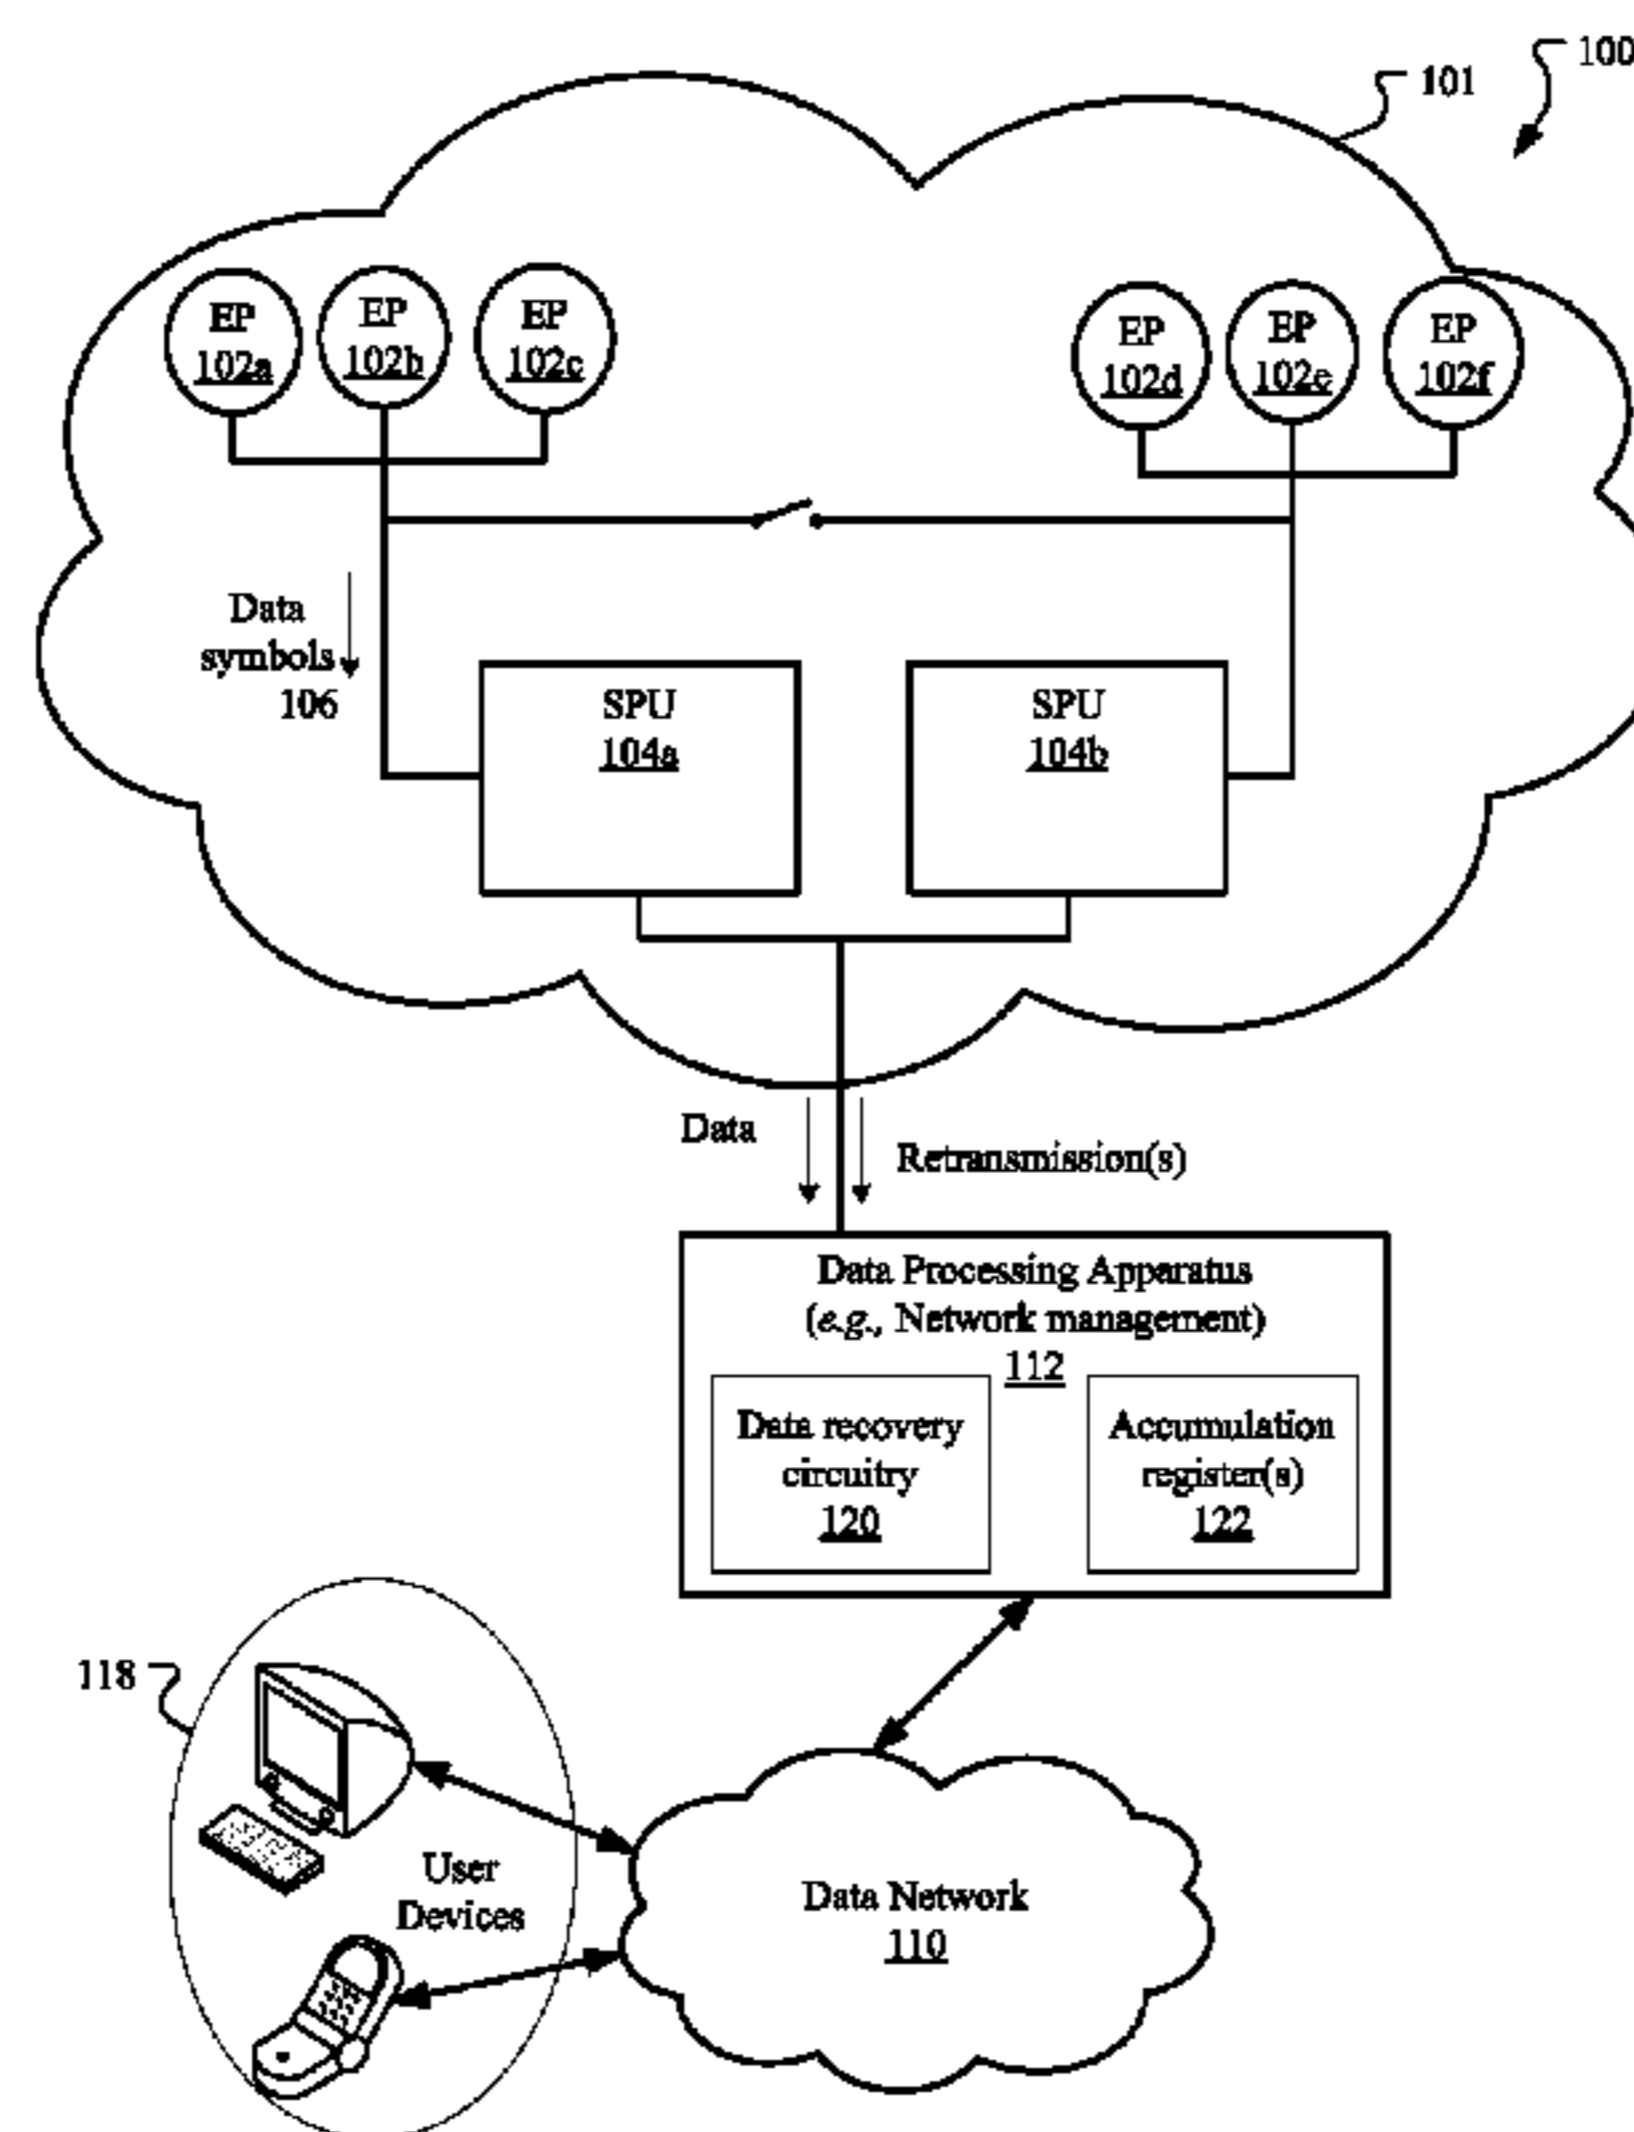 100
101
EP
102a
EP
102b
EP
102c
EP
102d
EP
102e
EP
102f
Data
symbols
106
SPU
104a
SPU
104b
Data
Retransmission(s)
Data Processing Apparatus
(e.g., Network management)
112
Data recovery
circuitry
120
Accumulation
register(s)
122
118
User
Devices
Data Network
110